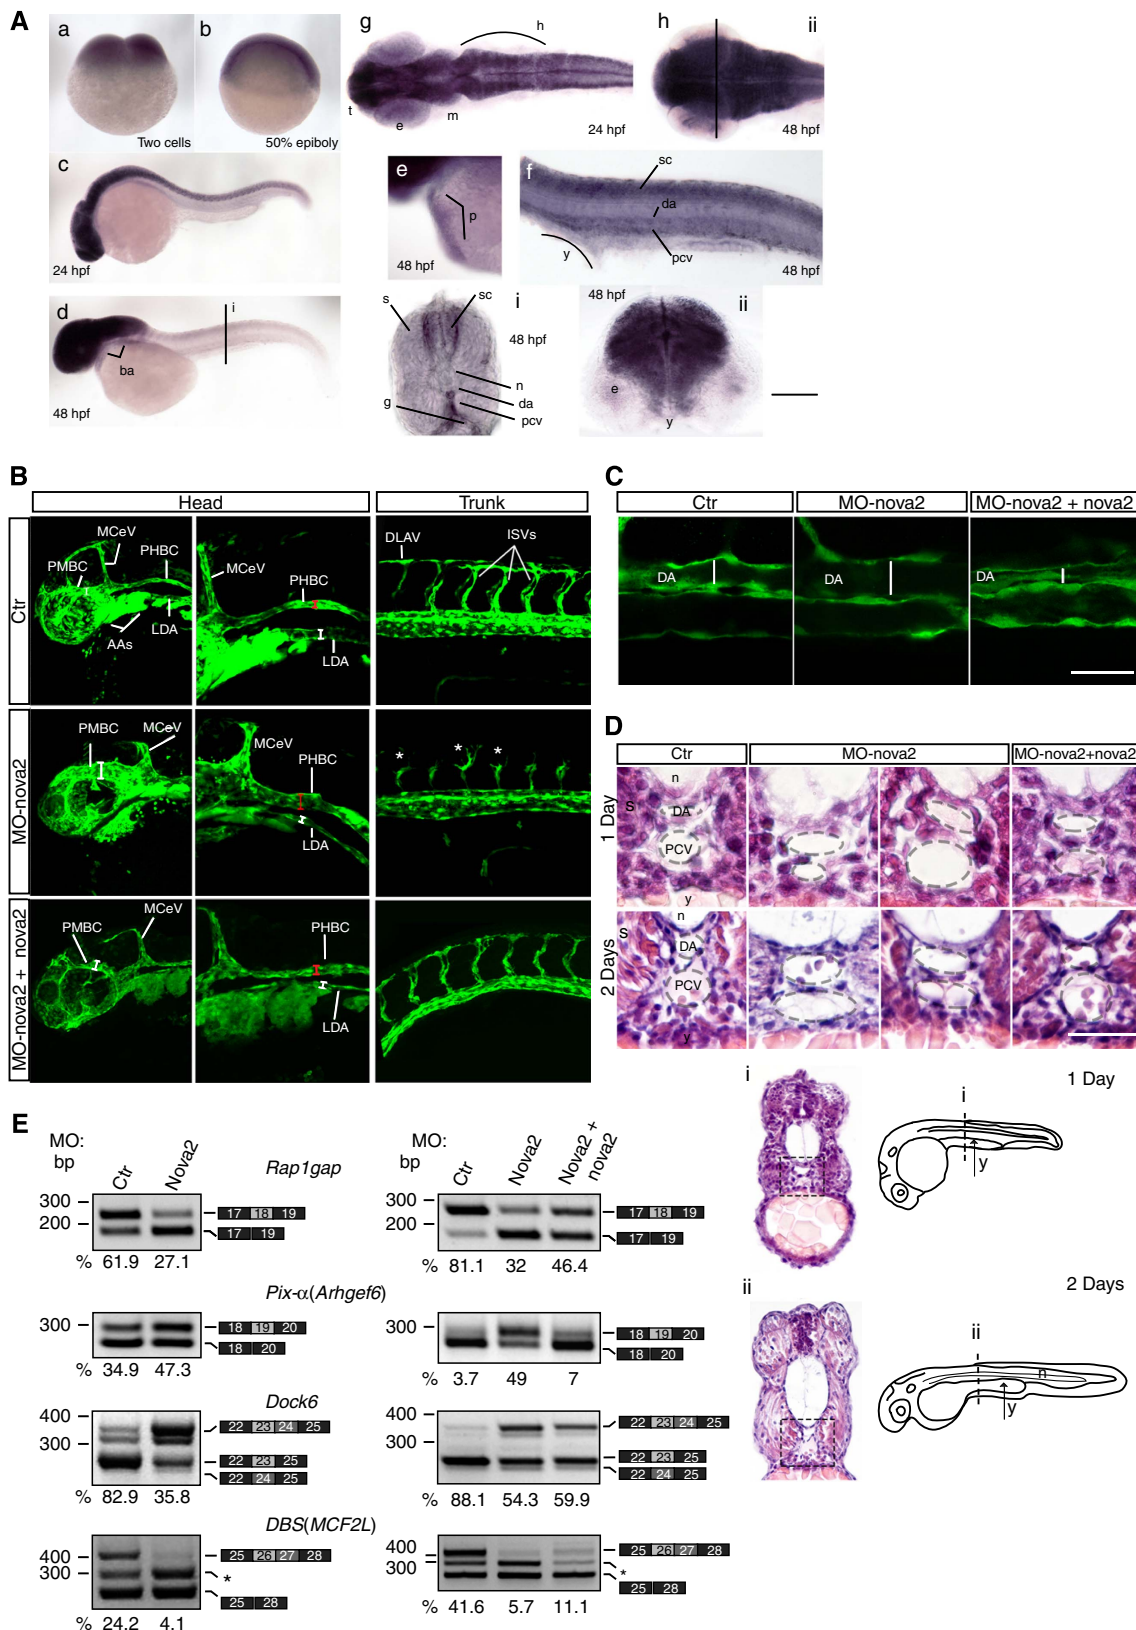 A
a
Two cells
b
50% epiboly
g
h
t
e
m
24 hpf
h
ii
48 hpf
c
24 hpf
e
p
48 hpf
f
sc
da
y
pcv
48 hpf
d
i
ba
48 hpf
s
sc
i
48 hpf
n
da
pcv
g
48 hpf
ii
e
y
B
Head
Trunk
Ctr
MCeV
PMBC
PHBC
AAs
LDA
MCeV
PHBC
LDA
DLAV
ISVs
MO-nova2
PMBC
MCeV
MCeV
PHBC
LDA
*
*
*
MO-nova2 + nova2
PMBC
MCeV
PHBC
LDA
C
Ctr
MO-nova2
MO-nova2 + nova2
DA
DA
DA
D
Ctr
MO-nova2
MO-nova2+nova2
1 Day
n
S
DA
PCV
y
2 Days
n
S
DA
PCV
y
i
i
1 Day
y
ii
ii
2 Days
n
y
E
MO:
bp
Ctr
Nova2
Rap1gap
MO:
bp
Ctr
Nova2
Nova2 +
nova2
300
200
17 18 19
17 19
% 61.9 27.1
300
200
17 18 19
17 19
% 81.1 32 46.4
Pix-α(Arhgef6)
300
18 19 20
18 20
% 34.9 47.3
300
18 19 20
18 20
% 3.7 49 7
Dock6
400
300
22 23 24 25
22 23 25
22 24 25
% 82.9 35.8
400
300
22 23 24 25
22 23 25
22 24 25
% 88.1 54.3 59.9
DBS(MCF2L)
400
300
25 26 27 28
*
25 28
% 24.2 4.1
400
300
25 26 27 28
*
25 28
% 41.6 5.7 11.1